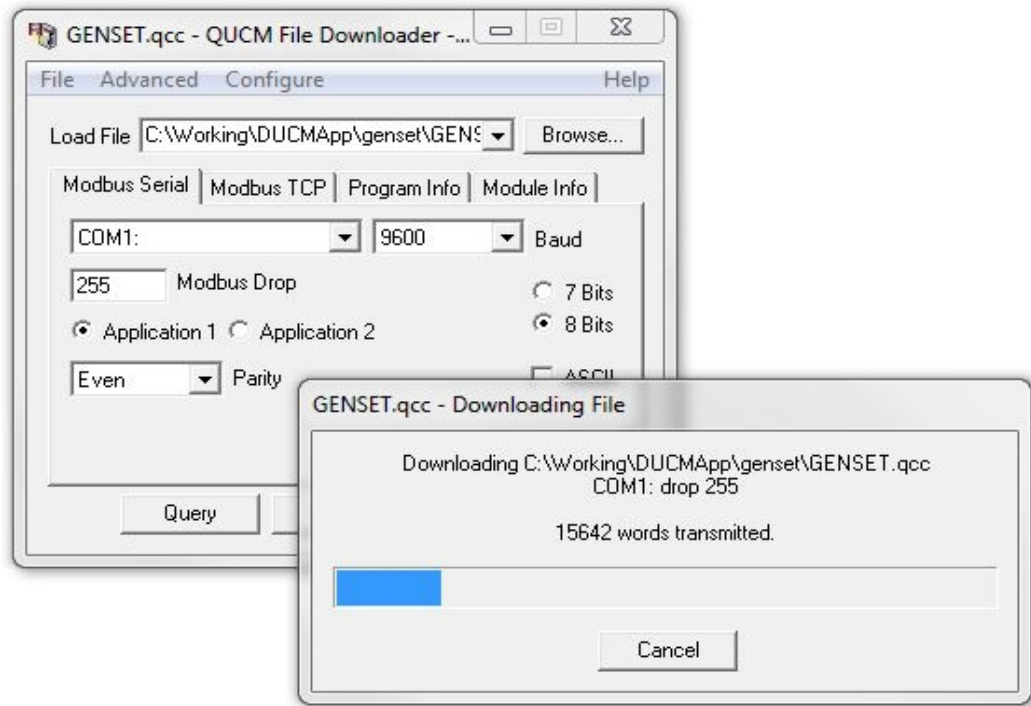 GENSET.qcc - QUCM File Downloader -...
File Advanced Configure Help
Load File C:\Working\DUCMApp\genset\GENS Browse...
Modbus Serial Modbus TCP Program Info Module Info
COM1: 9600 Baud
255 Modbus Drop
7 Bits
Application 1 Application 2 8 Bits
Even Parity ASCII
Query
GENSET.qcc - Downloading File
Downloading C:\Working\DUCMApp\genset\GENSET.qcc
COM1: drop 255
15642 words transmitted.
Cancel